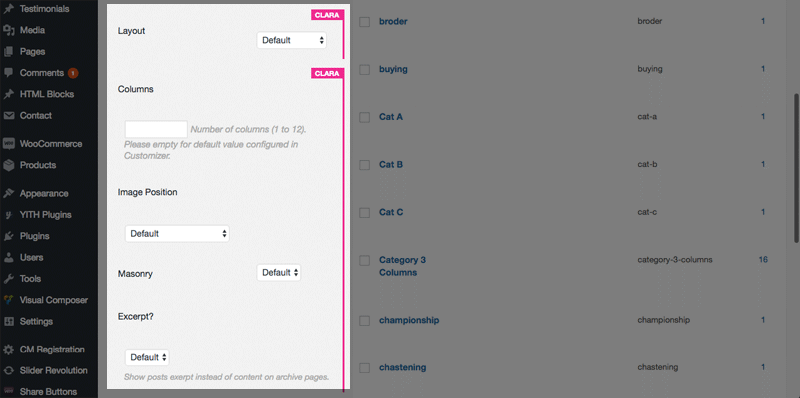 Testimonials
Media
Pages
Comments 1
HTML Blocks
Contact
WooCommerce
Products
Appearance
YITH Plugins
Plugins
Users
Tools
Visual Composer
Settings
CM Registration
Slider Revolution
Share Buttons
CLARA
Layout
Default
CLARA
Columns
Number of columns (1 to 12).
Please empty for default value configured in
Customizer.
Image Position
Default
Masonry
Default
Excerpt?
Default
Show posts exerpt instead of content on archive pages.
broder broder 1
buying buying 1
Cat A cat-a 1
Cat B cat-b 1
Cat C cat-c 1
Category 3 category-3-columns 16
Columns
championship championship 1
chastening chastening 1